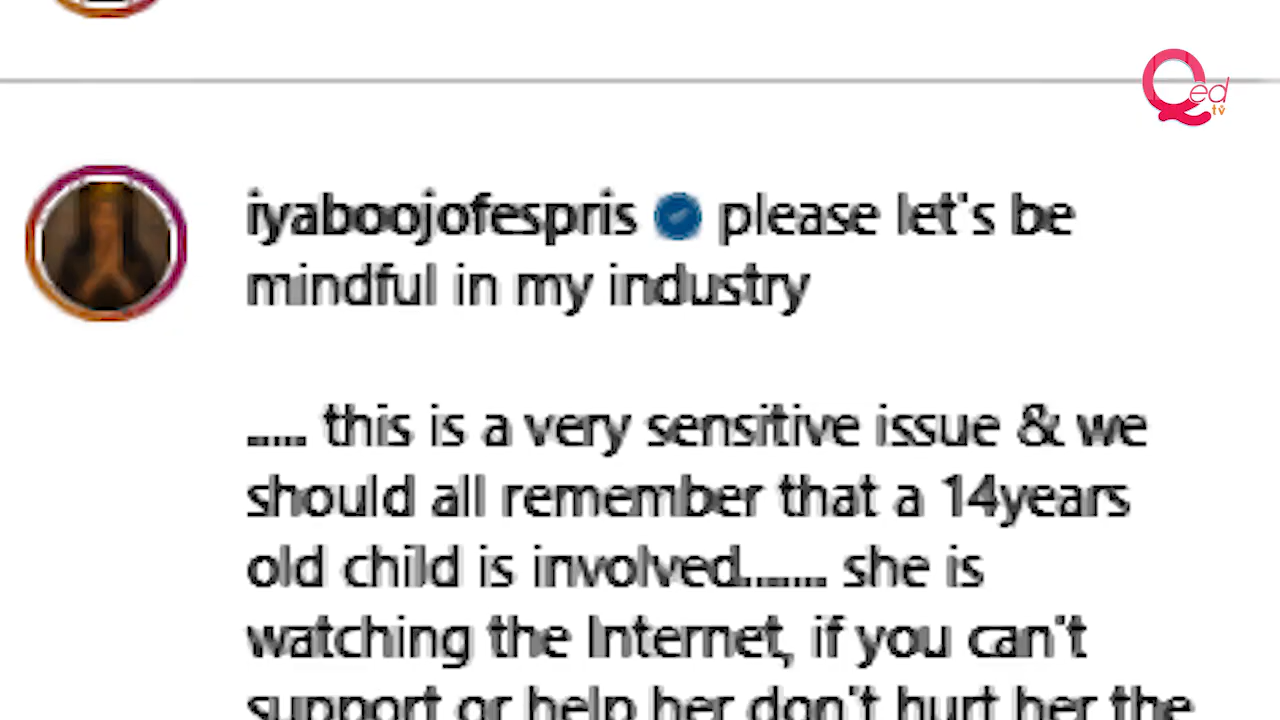 Qed
tv
iyaboojofespris please let's be
mindful in my industry
..... this is a very sensitive issue & we
should all remember that a 14years
old child is involved....... she is
watching the Internet, if you can't
support or help her don't hurt her the